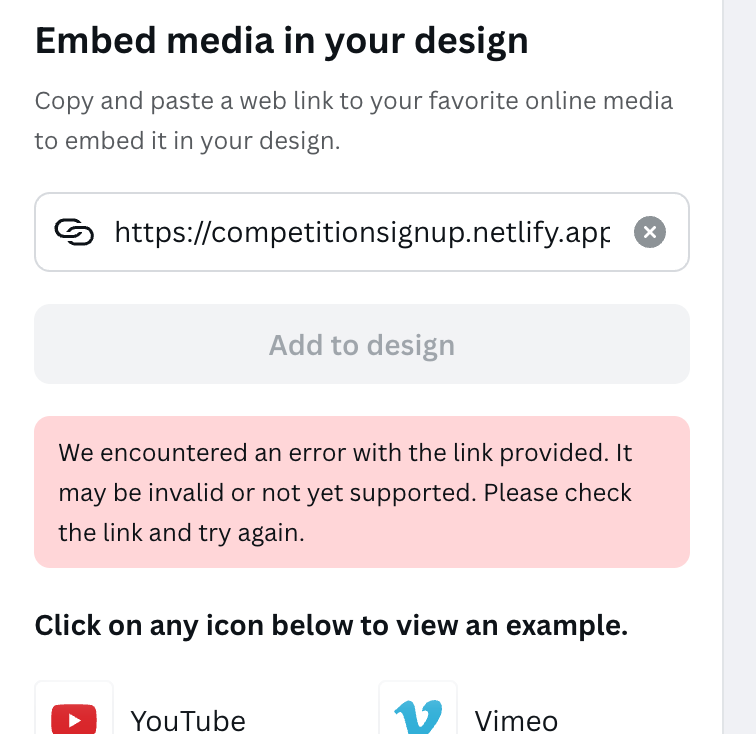 Embed media in your design
Copy and paste a web link to your favorite online media
to embed it in your design.
https://competitionsignup.netlify.app
Add to design
We encountered an error with the link provided. It
may be invalid or not yet supported. Please check
the link and try again.
Click on any icon below to view an example.
YouTube Vimeo